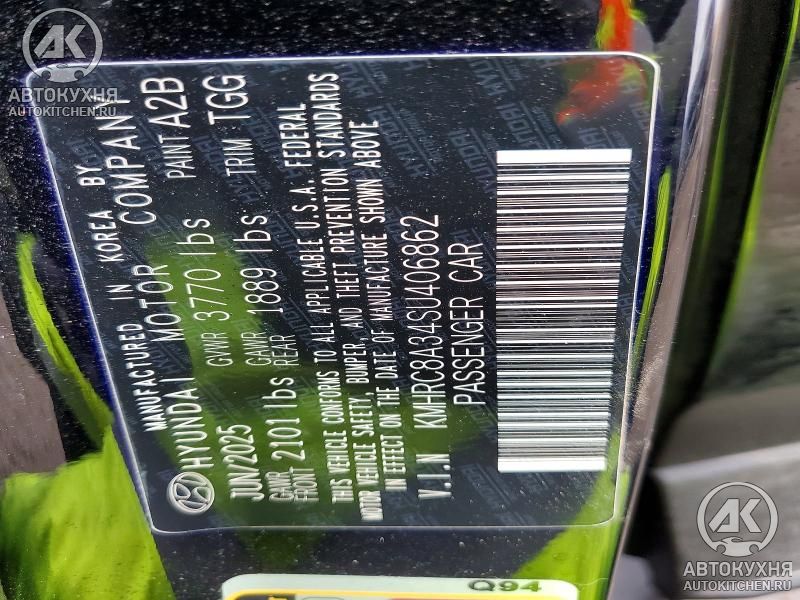 MANUFACTURED IN KOREA BY
HYUNDAI MOTOR COMPANY
JUN/2025 GVWR 3770 lbs PAINT A2B
GAWR FRONT 2101 lbs GAWR REAR 1889 lbs TRIM TGG
THIS VEHICLE CONFORMS TO ALL APPLICABLE U.S.A. FEDERAL
MOTOR VEHICLE SAFETY, BUMPER, AND THEFT PREVENTION STANDARDS
IN EFFECT ON THE DATE OF MANUFACTURE SHOWN ABOVE
V.I.N KMHRC8A34SU406862
PASSENGER CAR
Q94
АК
АВТОКУХНЯ
AUTOKITCHEN.RU
АК
АВТОКУХНЯ
AUTOKITCHEN.RU